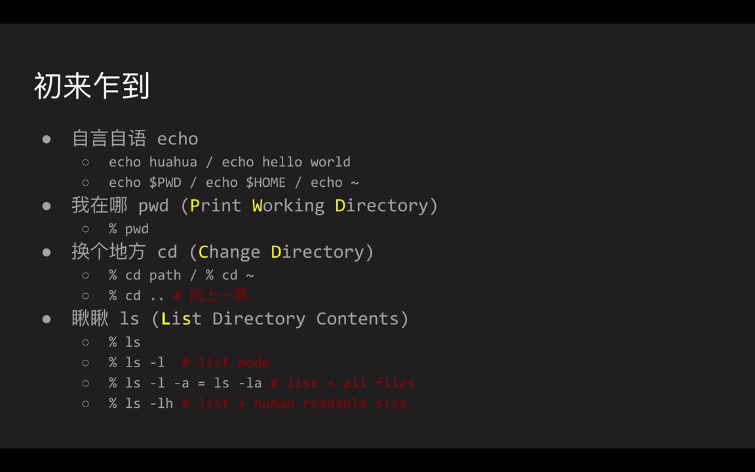 初来乍到
● 自言自语 echo
○ echo huahua / echo hello world
○ echo $PWD / echo $HOME / echo ~
● 我在哪 pwd (Print Working Directory)
○ % pwd
● 换个地方 cd (Change Directory)
○ % cd path / % cd ~
○ % cd .. # 向上一层
● 瞅瞅 ls (List Directory Contents)
○ % ls
○ % ls -l # list mode
○ % ls -l -a = ls -la # list + all files
○ % ls -lh # list + human readable size